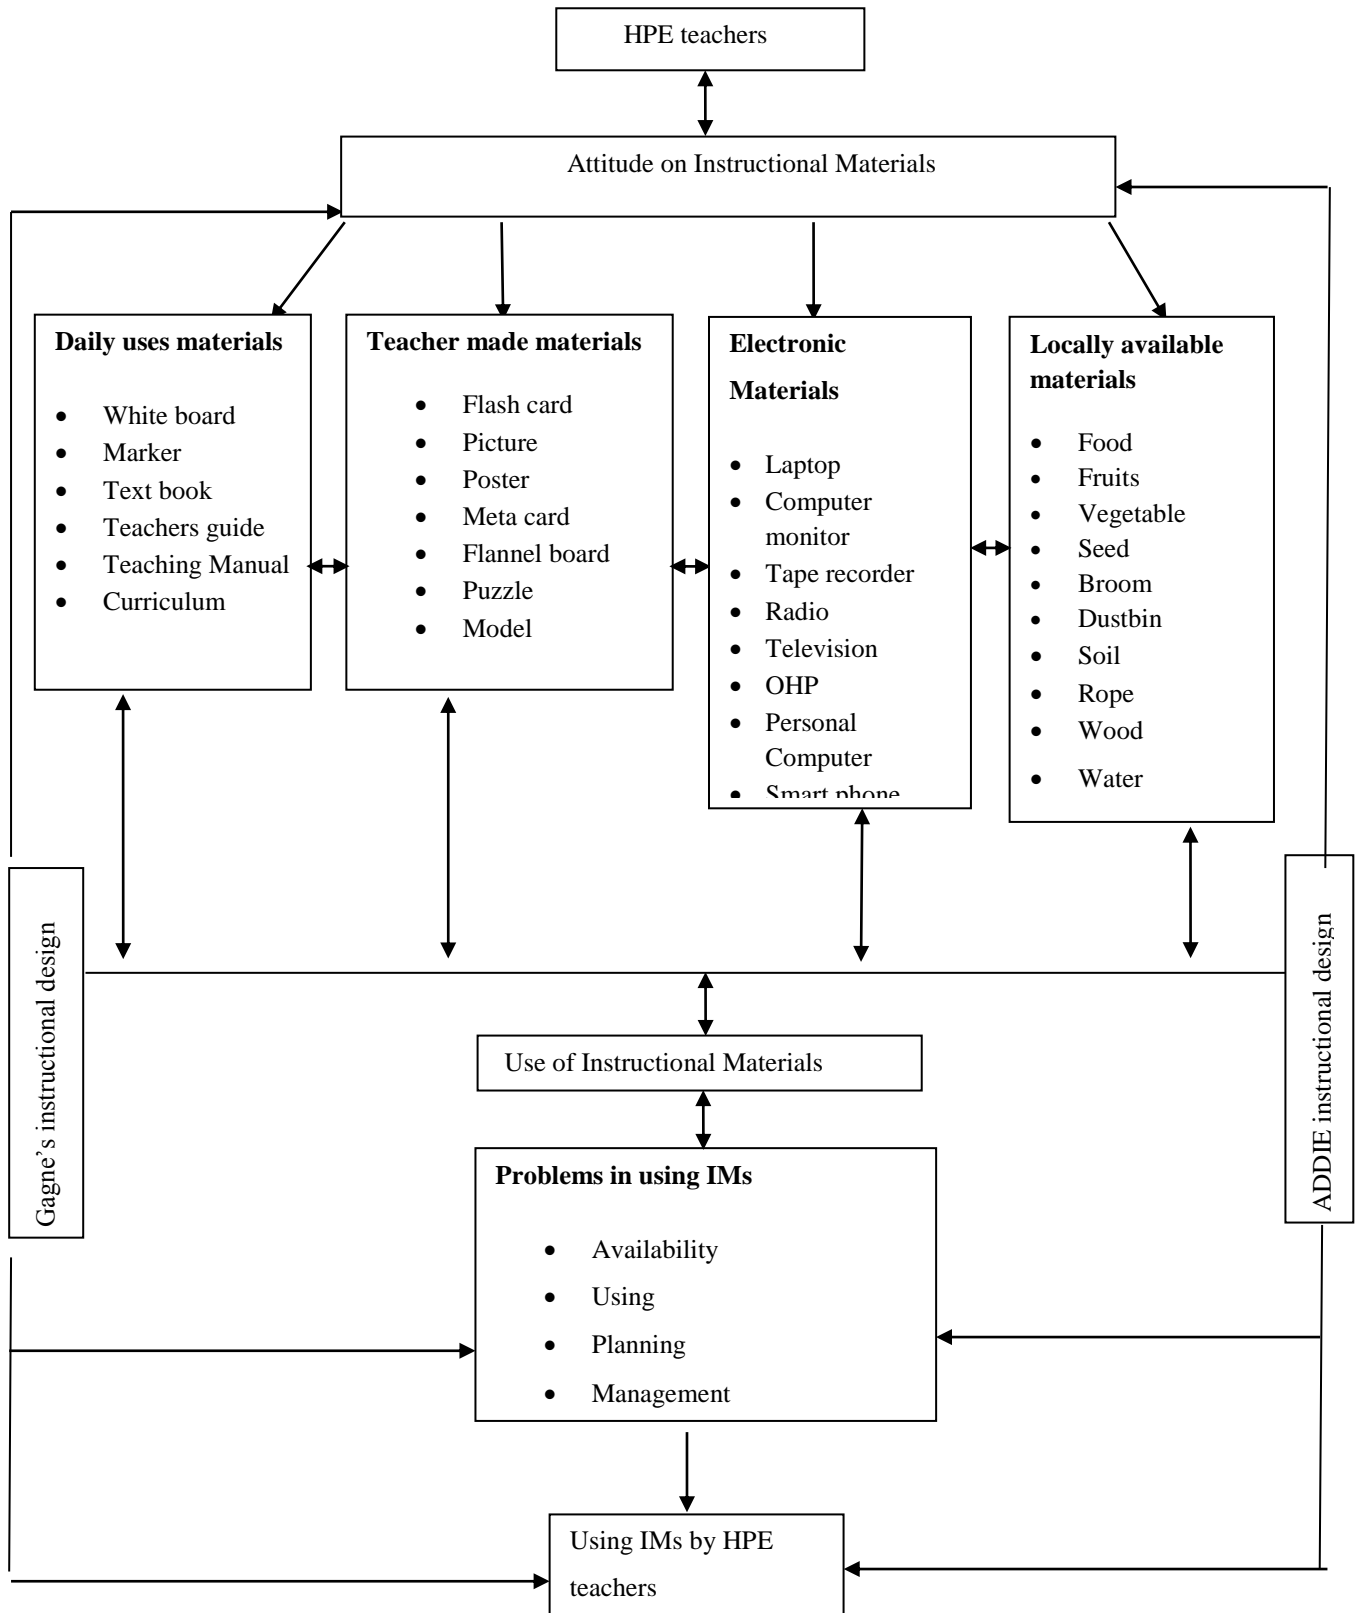 HPE teachers
Attitude on Instructional Materials
Daily uses materials
• White board
• Marker
• Text book
• Teachers guide
• Teaching Manual
• Curriculum
Teacher made materials
• Flash card
• Picture
• Poster
• Meta card
• Flannel board
• Puzzle
• Model
Electronic
Materials
• Laptop
• Computer
monitor
• Tape recorder
• Radio
• Television
• OHP
• Personal
Computer
• Smart phone
Locally available
materials
• Food
• Fruits
• Vegetable
• Seed
• Broom
• Dustbin
• Soil
• Rope
• Wood
• Water
Gagne’s instructional design
ADDIE instructional design
Use of Instructional Materials
Problems in using IMs
• Availability
• Using
• Planning
• Management
Using IMs by HPE
teachers